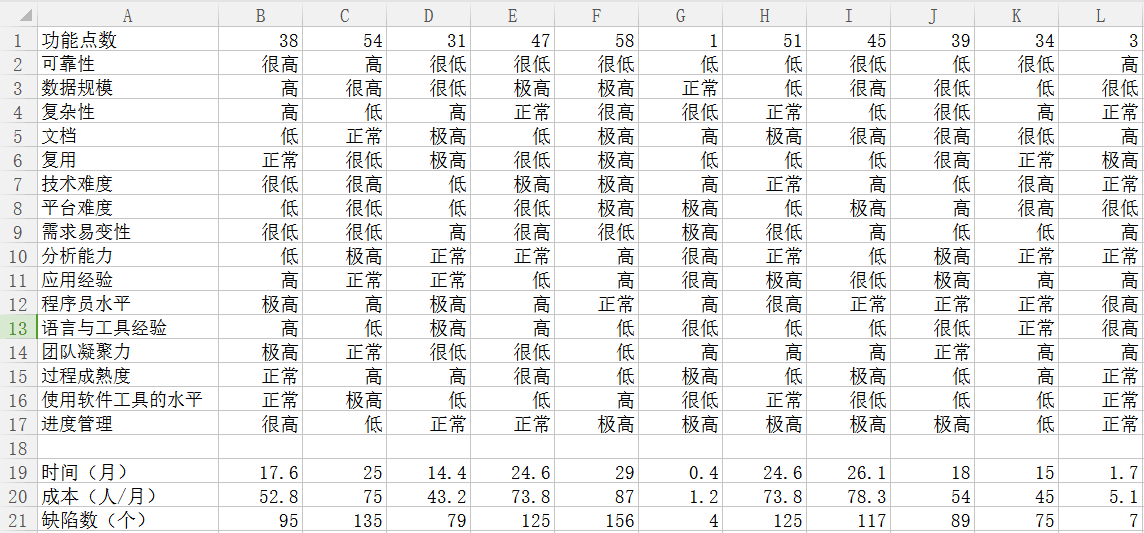 A B C D E F G H I J K L
1 功能点数 38 54 31 47 58 1 51 45 39 34 3
2 可靠性 很高 高 很低 很低 很低 低 低 很低 低 很低 高
3 数据规模 高 很高 很低 极高 极高 正常 低 很高 很低 低 很低
4 复杂性 高 低 高 正常 很高 很低 正常 低 很低 高 正常
5 文档 低 正常 极高 低 极高 高 极高 很高 很高 很低 高
6 复用 正常 很低 极高 很低 极高 低 低 低 很高 正常 极高
7 技术难度 很低 很高 低 极高 极高 高 正常 高 低 很高 正常
8 平台难度 低 很低 低 很低 极高 极高 低 极高 高 很高 很低
9 需求易变性 很低 很低 高 很高 很低 极高 很低 高 低 低 高
10 分析能力 低 极高 正常 正常 高 很高 正常 低 极高 正常 正常
11 应用经验 高 正常 正常 低 高 很高 极高 很低 极高 高 高
12 程序员水平 极高 高 极高 高 正常 高 很高 正常 正常 正常 很高
13 语言与工具经验 高 低 极高 高 低 很低 低 低 很低 正常 很高
14 团队凝聚力 极高 正常 很低 很低 低 高 高 高 正常 高 高
15 过程成熟度 正常 高 高 很高 低 极高 低 极高 低 高 正常
16 使用软件工具的水平 正常 极高 低 低 高 很低 正常 很低 低 低 正常
17 进度管理 很高 低 正常 正常 极高 极高 极高 极高 极高 低 正常
18
19 时间（月） 17.6 25 14.4 24.6 29 0.4 24.6 26.1 18 15 1.7
20 成本（人/月） 52.8 75 43.2 73.8 87 1.2 73.8 78.3 54 45 5.1
21 缺陷数（个） 95 135 79 125 156 4 125 117 89 75 7